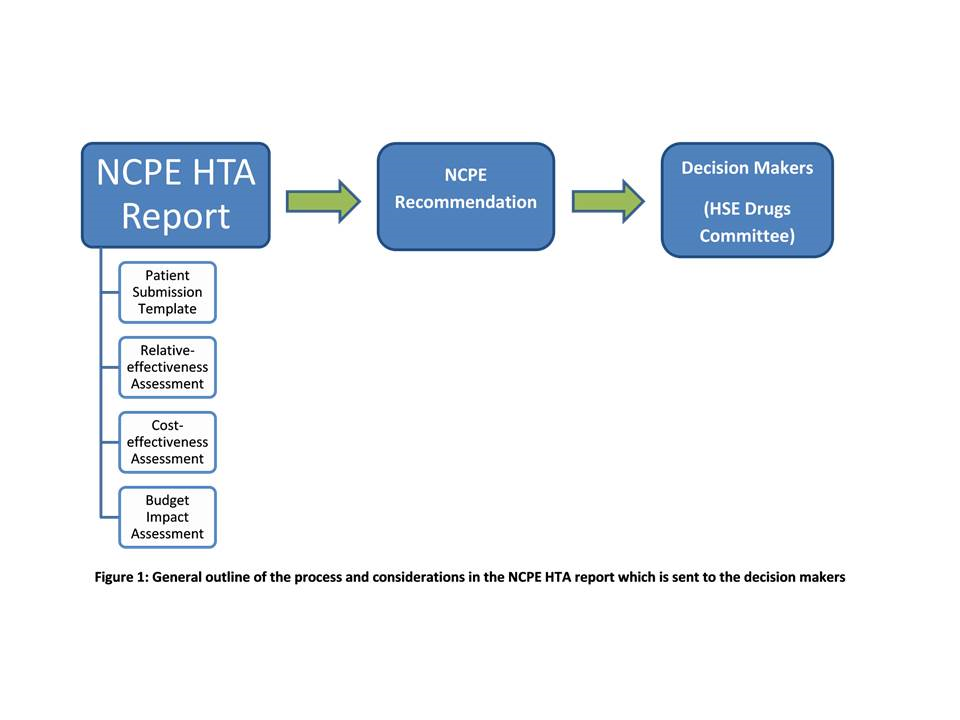 NCPE HTA
Report
NCPE
Recommendation
Decision Makers
(HSE Drugs
Committee)
Patient
Submission
Template
Relative-
effectiveness
Assessment
Cost-
effectiveness
Assessment
Budget
Impact
Assessment
Figure 1: General outline of the process and considerations in the NCPE HTA report which is sent to the decision makers